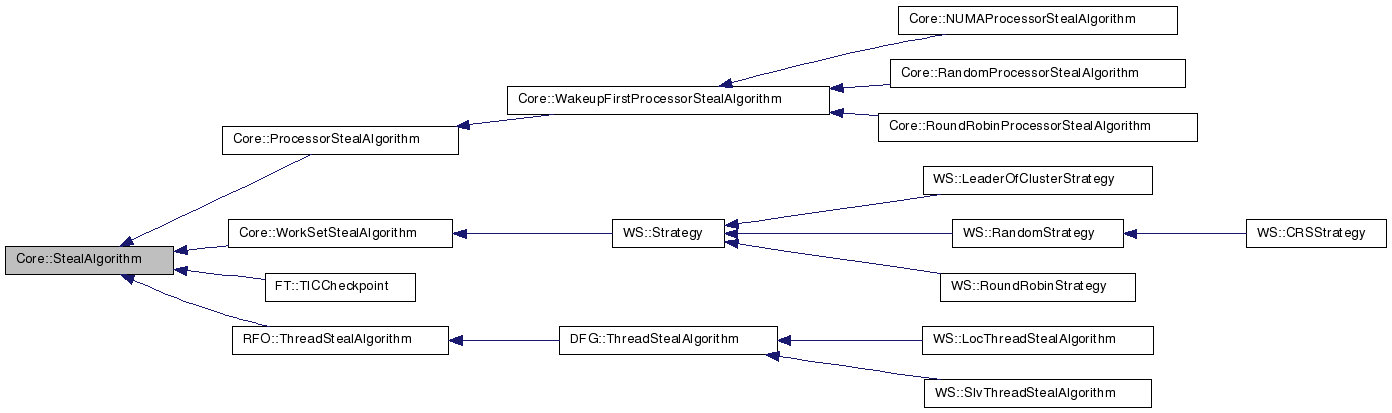 Core::NUMAProcessorStealAlgorithm
Core::RandomProcessorStealAlgorithm
Core::WakeupFirstProcessorStealAlgorithm
Core::RoundRobinProcessorStealAlgorithm
Core::ProcessorStealAlgorithm
WS::LeaderOfClusterStrategy
Core::WorkSetStealAlgorithm
WS::Strategy
WS::RandomStrategy
WS::CRSStrategy
Core::StealAlgorithm
FT::TICCheckpoint
WS::RoundRobinStrategy
RFO::ThreadStealAlgorithm
DFG::ThreadStealAlgorithm
WS::LocThreadStealAlgorithm
WS::SlvThreadStealAlgorithm